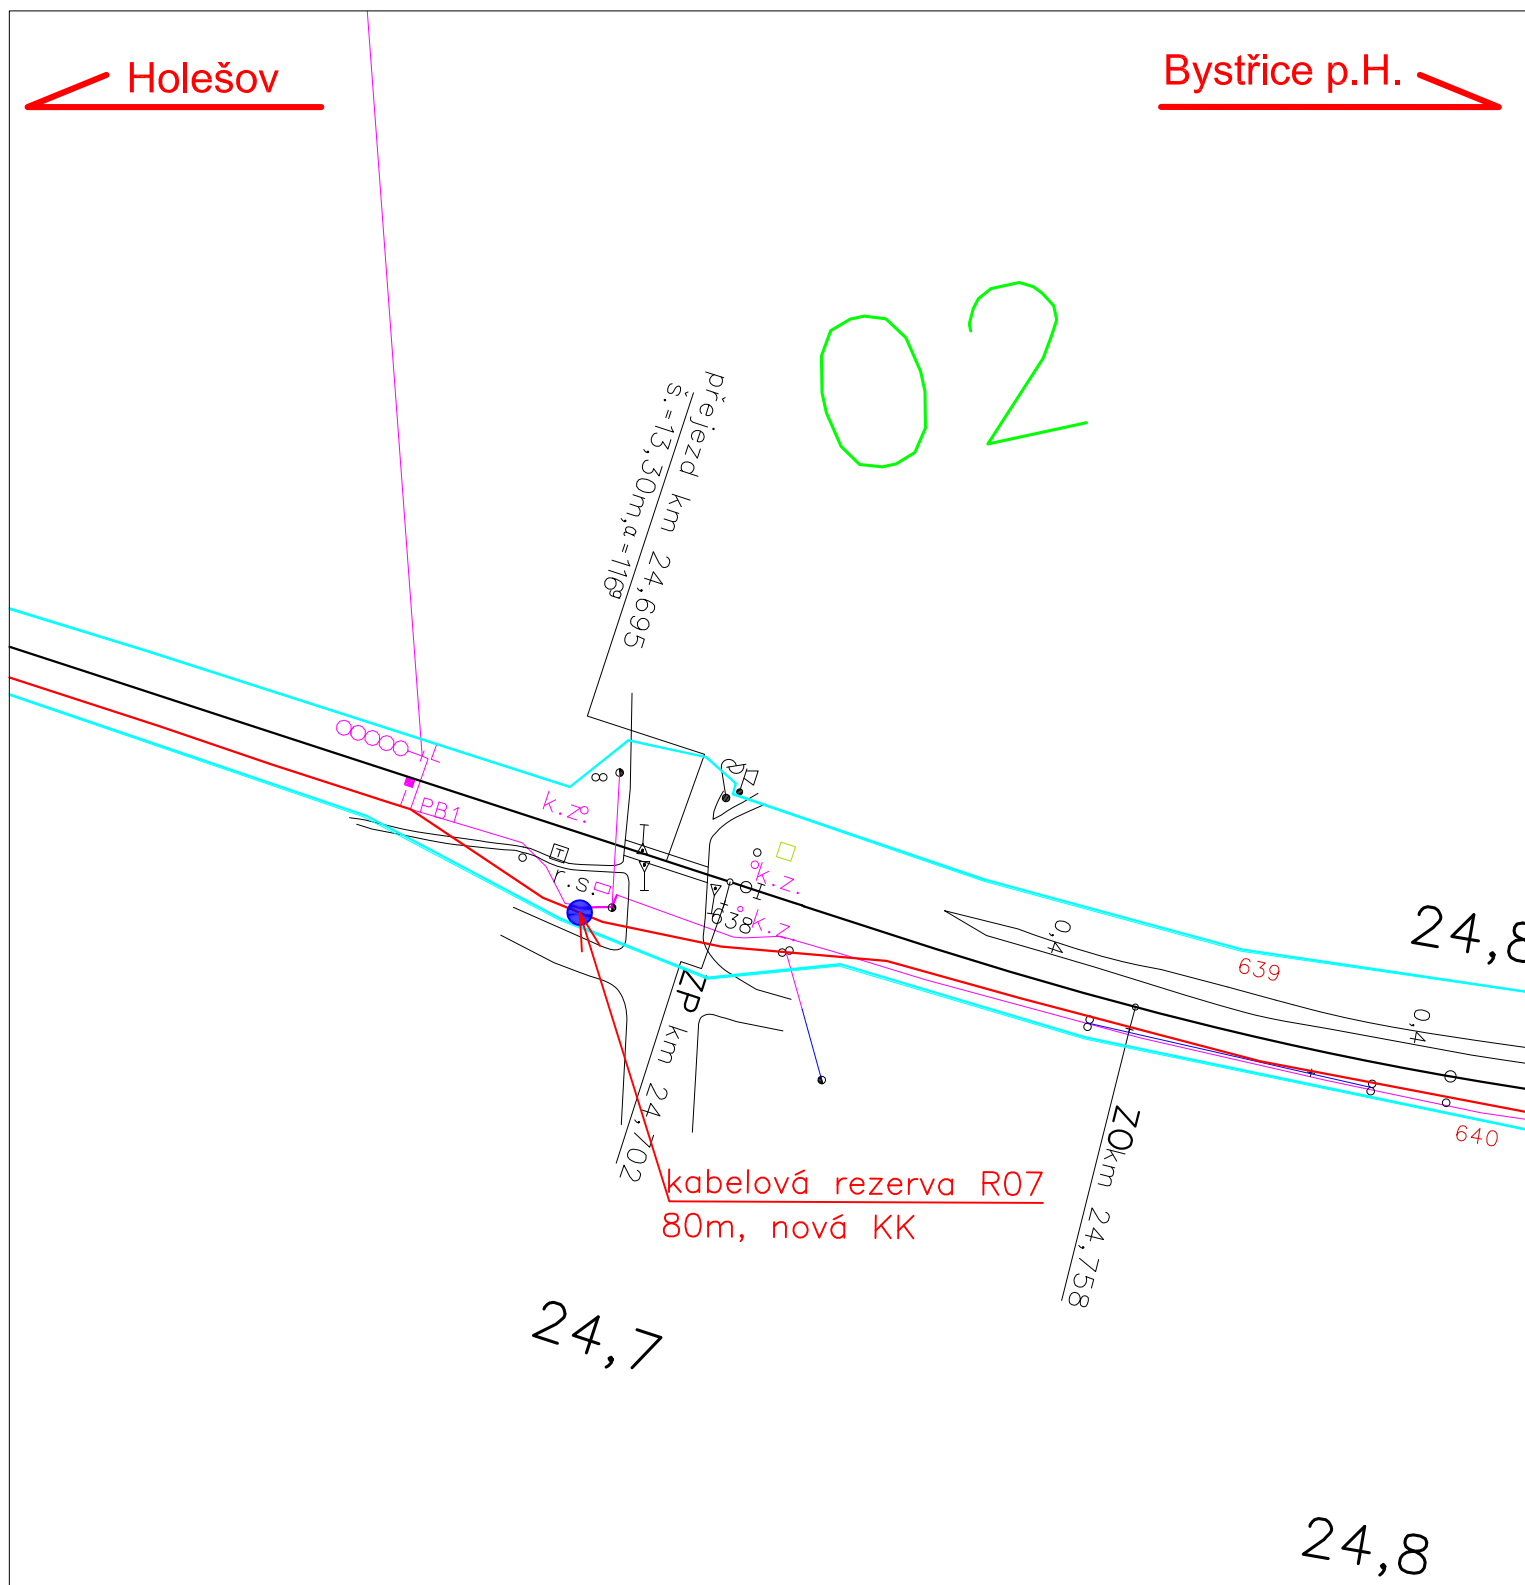 Holešov
Bystřice p.H.
02
přejezd km 24,695
š.=13,30m,α=116g
L
PB1
k.z.
T
r.s.
k.z.
638
k.z.
ZP km 24,702
0,4
639
24,8
0,4
640
ZO km 24,758
kabelová rezerva R07
80m, nová KK
24,7
24,8